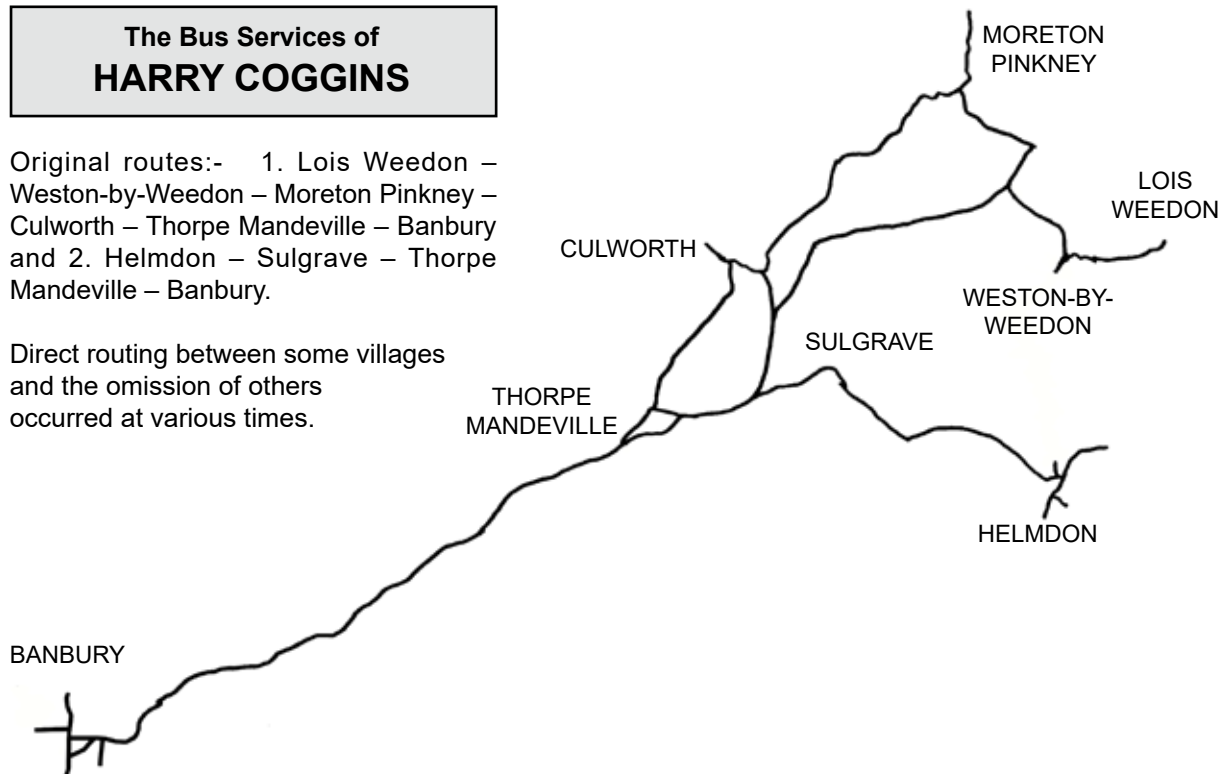 The Bus Services of
HARRY COGGINS
Original routes:- 1. Lois Weedon –
Weston-by-Weedon – Moreton Pinkney –
Culworth – Thorpe Mandeville – Banbury
and 2. Helmdon – Sulgrave – Thorpe
Mandeville – Banbury.
Direct routing between some villages
and the omission of others
occurred at various times.
MORETON
PINKNEY
LOIS
WEEDON
CULWORTH
WESTON-BY-
WEEDON
SULGRAVE
THORPE
MANDEVILLE
HELMDON
BANBURY